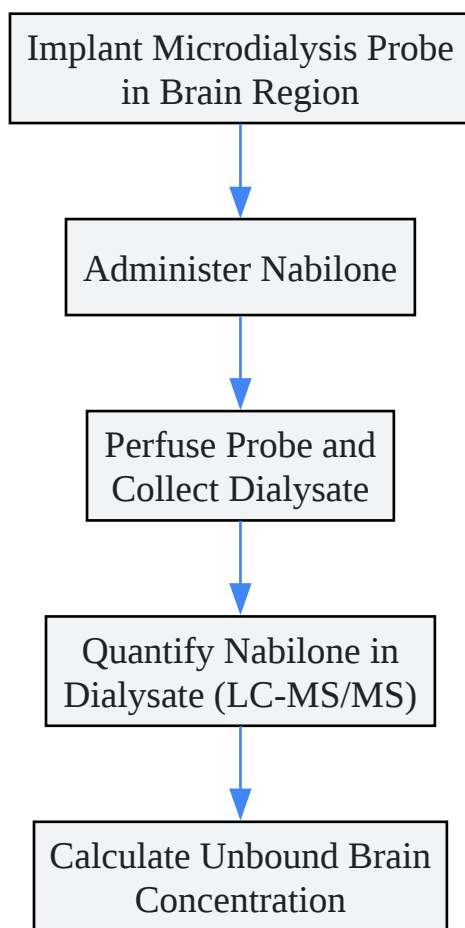 Implant Microdialysis Probe
in Brain Region
Administer Nabilone
Perfuse Probe and
Collect Dialysate
Quantify Nabilone in
Dialysate (LC-MS/MS)
Calculate Unbound Brain
Concentration